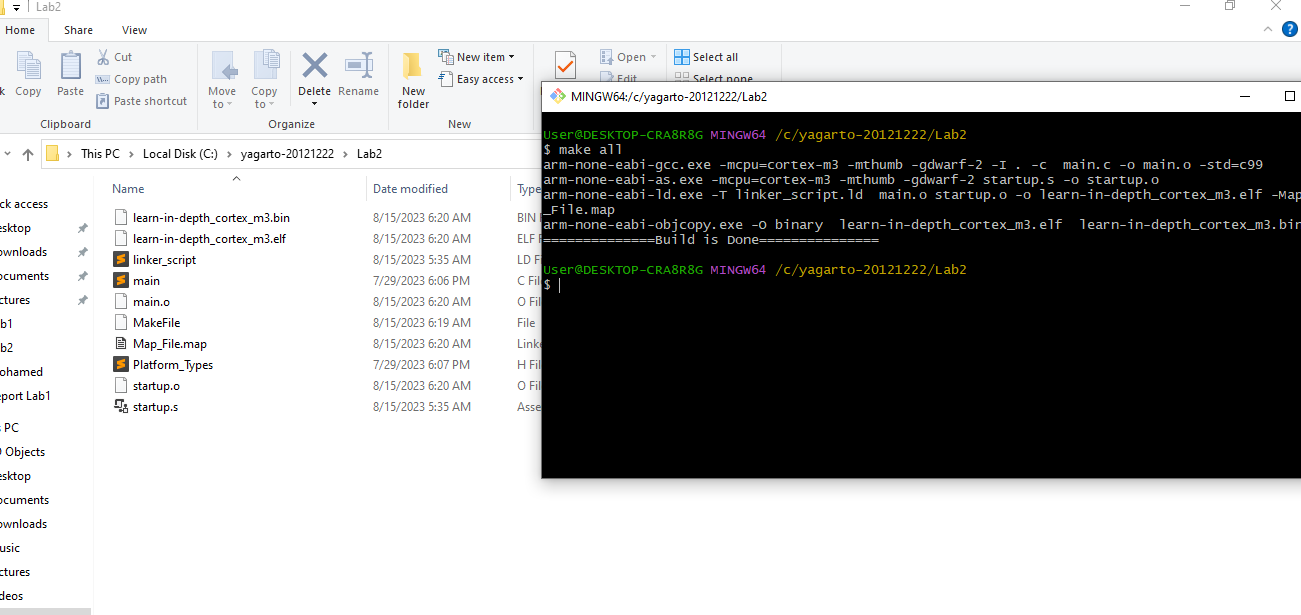 Lab2
Home Share View
Copy
Paste
Cut
Copy path
Paste shortcut
Clipboard
Move to
Copy to
Delete
Rename
Organize
New folder
New item
Easy access
New
Open
Edit
Select all
Select none
This PC > Local Disk (C:) > yagarto-20121222 > Lab2
Name Date modified Type
learn-in-depth_cortex_m3.bin 8/15/2023 6:20 AM BIN F
learn-in-depth_cortex_m3.elf 8/15/2023 6:20 AM ELF F
linker_script 8/15/2023 5:35 AM LD Fi
main 7/29/2023 6:06 PM C File
main.o 8/15/2023 6:20 AM O Fil
MakeFile 8/15/2023 6:19 AM File
Map_File.map 8/15/2023 6:20 AM Linke
Platform_Types 7/29/2023 6:07 PM H Fil
startup.o 8/15/2023 6:20 AM O Fil
startup.s 8/15/2023 5:35 AM Asse
ck access
esktop
ownloads
ocuments
ctures
b1
b2
ohamed
eport Lab1
PC
Objects
esktop
ocuments
ownloads
usic
ctures
deos
MINGW64:/c/yagarto-20121222/Lab2
User@DESKTOP-CRA8R8G MINGW64 /c/yagarto-20121222/Lab2
$ make all
arm-none-eabi-gcc.exe -mcpu=cortex-m3 -mthumb -gdwarf-2 -I . -c  main.c -o main.o -std=c99
arm-none-eabi-as.exe -mcpu=cortex-m3 -mthumb -gdwarf-2 startup.s -o startup.o
arm-none-eabi-ld.exe -T linker_script.ld  main.o startup.o -o learn-in-depth_cortex_m3.elf -Map
_File.map
arm-none-eabi-objcopy.exe -O binary  learn-in-depth_cortex_m3.elf  learn-in-depth_cortex_m3.bin
==============Build is Done===============
User@DESKTOP-CRA8R8G MINGW64 /c/yagarto-20121222/Lab2
$